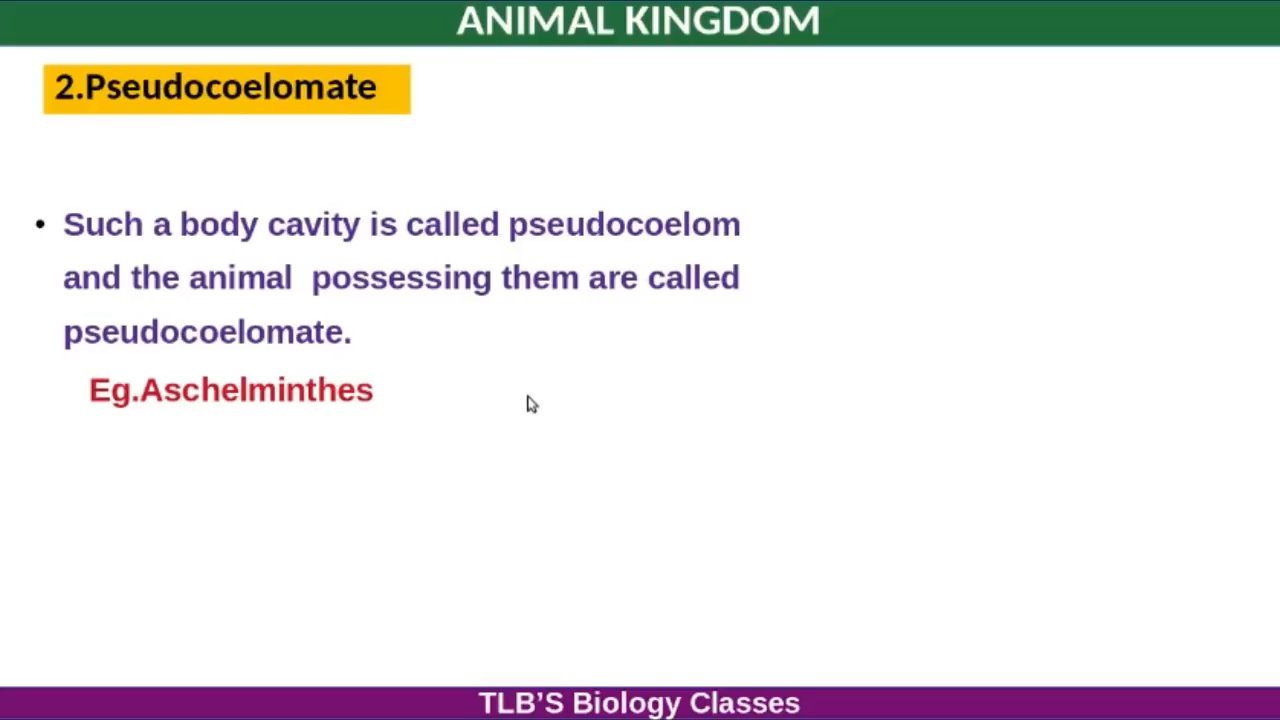 ANIMAL KINGDOM
2.Pseudocoelomate
• Such a body cavity is called pseudocoelom
and the animal possessing them are called
pseudocoelomate.
Eg.Aschelminthes
TLB’S Biology Classes